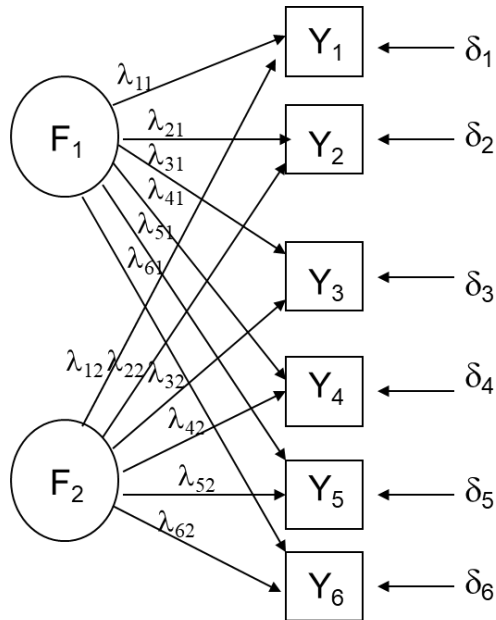 Y₁
δ₁
λ₁₁
F₁
λ₂₁
Y₂
δ₂
λ₃₁
λ₄₁
λ₅₁
λ₆₁
Y₃
δ₃
λ₁₂ λ₂₂ λ₃₂
Y₄
δ₄
λ₄₂
F₂
λ₅₂
Y₅
δ₅
λ₆₂
Y₆
δ₆